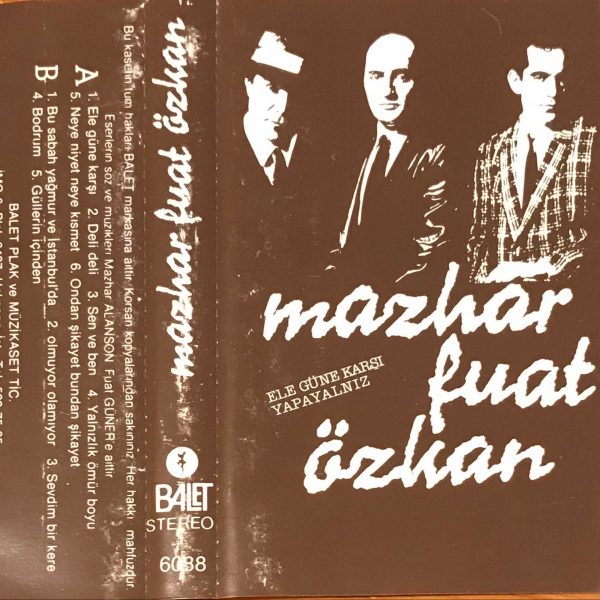 mazhar
fuat
özkan
ELE GÜNE KARŞI
YAPAYALNIZ
mazhar fuat özkan
BALET
STEREO
6088
Bu kasetin tüm hakları BALET markasına aittir. Korsan kopyalarından sakınınız. Her hakkı mahfuzdur
Eserlerin söz ve müzikleri Mazhar ALANSON Fuat GÜNER'e aittir
A
1. Ele güne karşı 2. Deli deli 3. Sen ve ben 4. Yalnızlık ömür boyu
5. Neye niyet neye kısmet 6. Ondan şikayet bundan şikayet
B
1. Bu sabah yağmur ve İstanbul'da 2. olmuyor olamıyor 3. Sevdim bir kere
4. Bodrum 5. Güllerin içinden
BALET PLAK ve MÜZİKASET TİC.